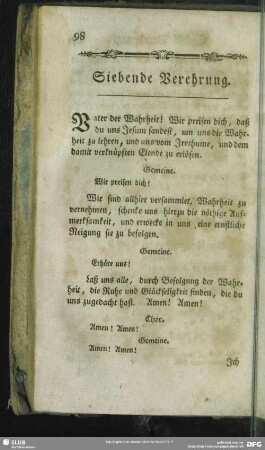 98
Siebende Verehrung.
Vater der Wahrheit! Wir preisen dich, daß
du uns Jesum sandest, um uns die Wahr-
heit zu lehren, und uns vom Irrthume, und dem
damit verknüpften Elende zu erlösen.
Gemeine.
Wir preisen dich!
Wir sind allhier versammlet, Wahrheit zu
vernehmen, schenke uns hierzu die nöthige Auf-
merksamkeit, und erwecke in uns eine ernstliche
Neigung sie zu befolgen.
Gemeine.
Erhöre uns!
Laß uns alle, durch Befolgung der Wahr-
heit, die Ruhe und Glückseligkeit finden, die du
uns zugedacht hast. Amen! Amen!
Chor.
Amen! Amen!
Gemeine.
Amen! Amen!
Ich
SLUB
DFG